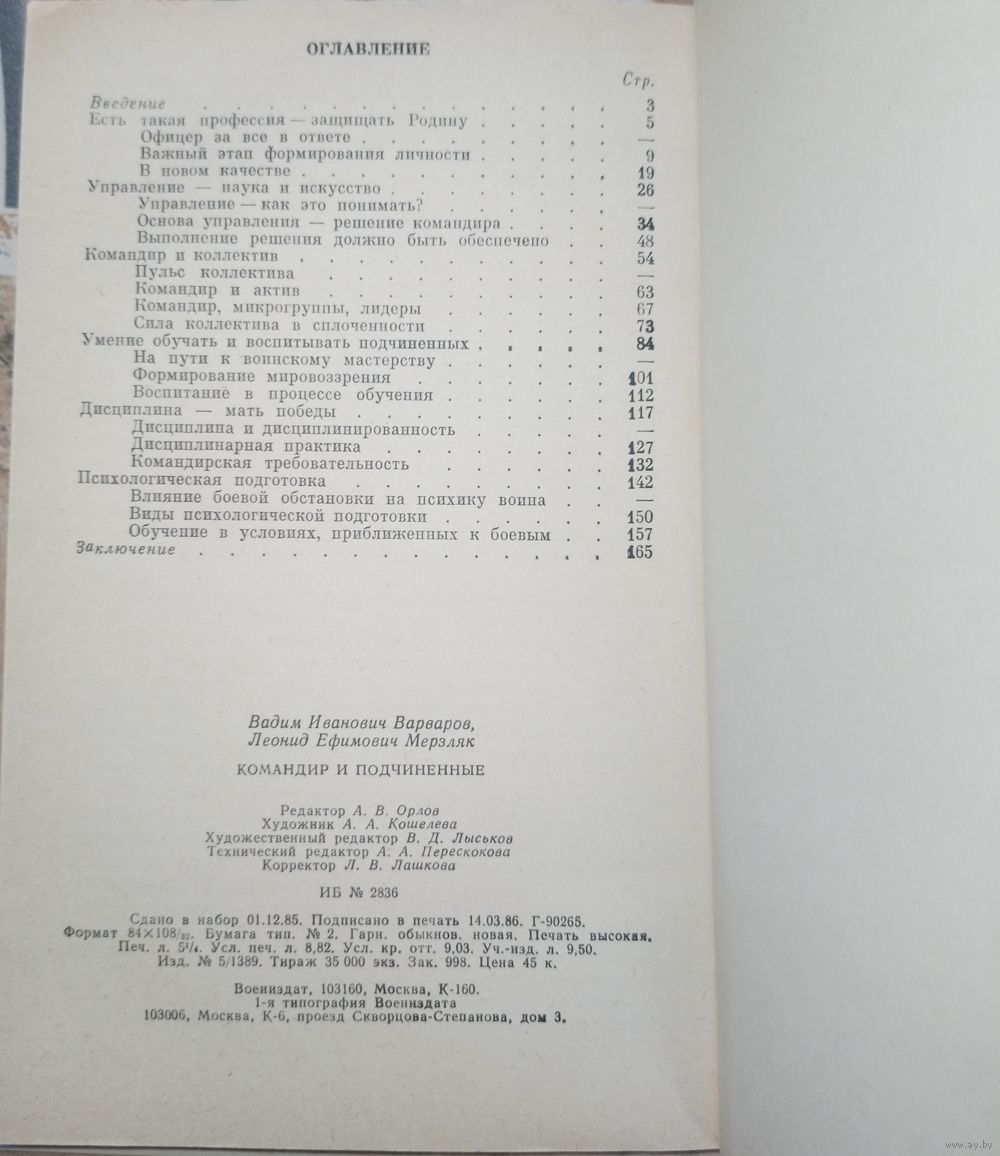 ОГЛАВЛЕНИЕ
Стр.
Введение . . . . . . . . . . . . . . 3
Есть такая профессия — защищать Родину . . . . . 5
Офицер за все в ответе . . . . . . . . —
Важный этап формирования личности . . . . . 9
В новом качестве . . . . . . . . . . 19
Управление — наука и искусство . . . . . . . 26
Управление — как это понимать? . . . . . —
Основа управления — решение командира . . . . 34
Выполнение решения должно быть обеспечено . . 48
Командир и коллектив . . . . . . . . . . 54
Пульс коллектива . . . . . . . . . —
Командир и актив . . . . . . . . . 63
Командир, микрогруппы, лидеры . . . . . . 67
Сила коллектива в сплоченности . . . . . . 73
Умение обучать и воспитывать подчиненных . . . . . 84
На пути к воинскому мастерству . . . . . . —
Формирование мировоззрения . . . . . . . 101
Воспитание в процессе обучения . . . . . . 112
Дисциплина — мать победы . . . . . . . . 117
Дисциплина и дисциплинированность . . . . . —
Дисциплинарная практика . . . . . . . . 127
Командирская требовательность . . . . . . 132
Психологическая подготовка . . . . . . . . . 142
Влияние боевой обстановки на психику воина . . —
Виды психологической подготовки . . . . . . 150
Обучение в условиях, приближенных к боевым . . 157
Заключение . . . . . . . . . . . . . . 165
Вадим Иванович Варваров,
Леонид Ефимович Мерзляк
КОМАНДИР И ПОДЧИНЕННЫЕ
Редактор А. В. Орлов
Художник А. А. Кошелева
Художественный редактор В. Д. Лыськов
Технический редактор А. А. Перескокова
Корректор Л. В. Лашкова
ИБ № 2836
Сдано в набор 01.12.85. Подписано в печать 14.03.86. Г-90265.
Формат 84×108/32. Бумага тип. № 2. Гарн. обыкнов. новая. Печать высокая.
Печ. л. 5¼. Усл. печ. л. 8,82. Усл. кр. отт. 9,03. Уч.-изд. л. 9,50.
Изд. № 5/1389. Тираж 35 000 экз. Зак. 998. Цена 45 к.
Воениздат, 103160, Москва, К-160.
1-я типография Воениздата
103006, Москва, К-6, проезд Скворцова-Степанова, дом 3.
www.ay.by